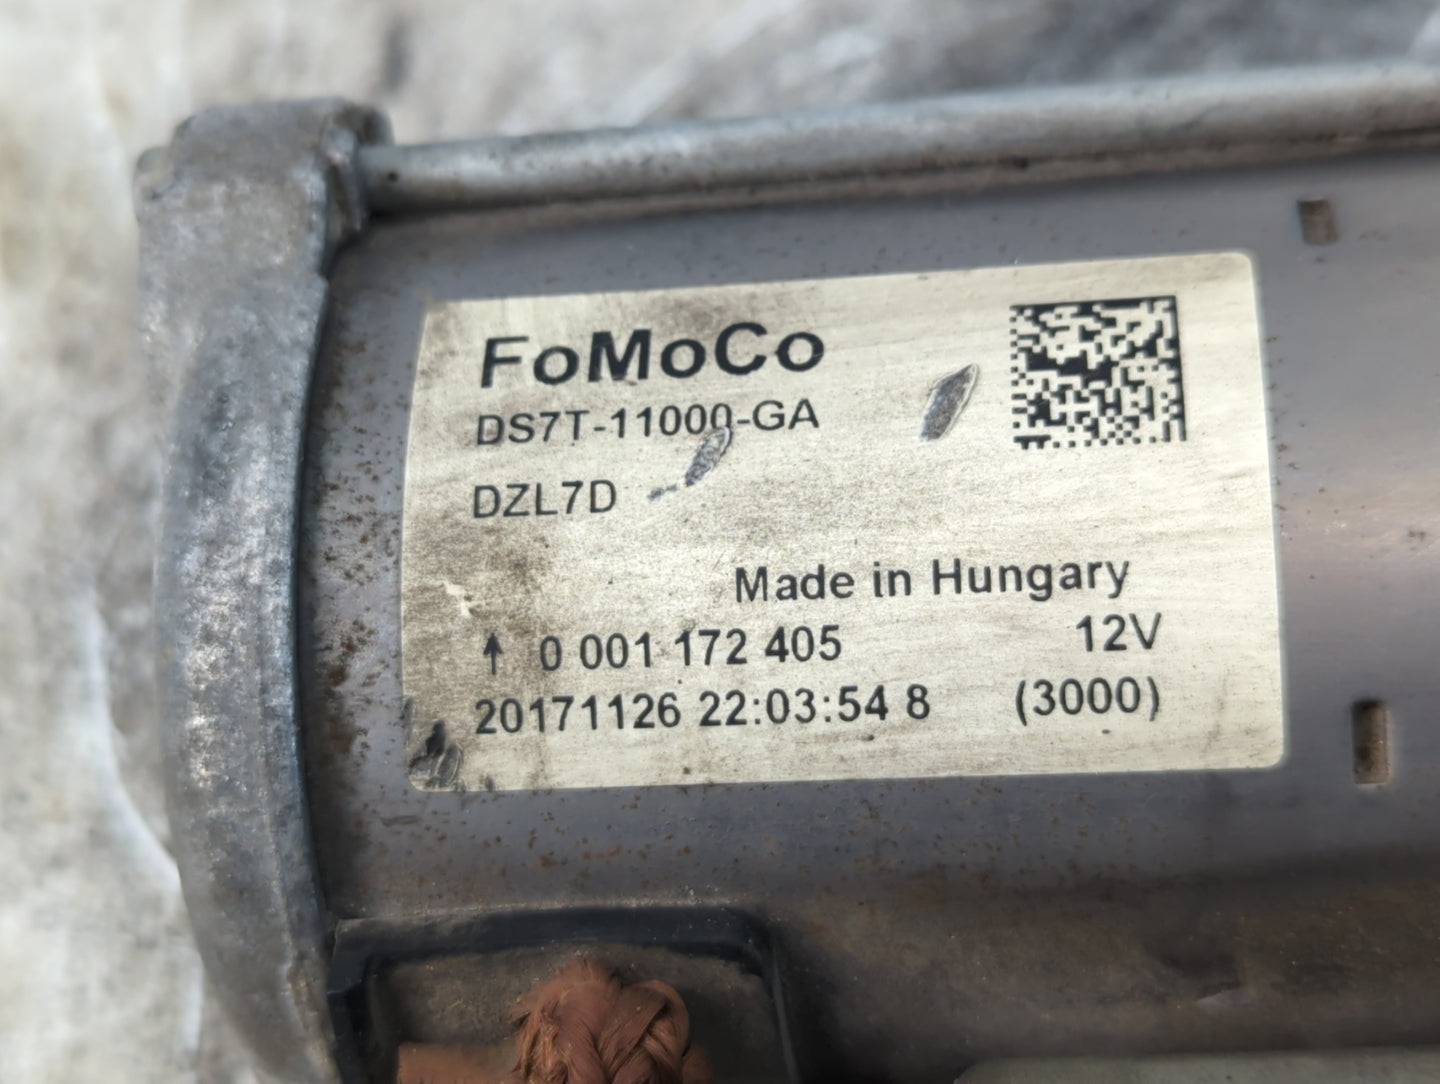 FoMoCo
DS7T-11000-GA
DZL7D
Made in Hungary
↑ 0 001 172 405 12V
20171126 22:03:54 8 (3000)